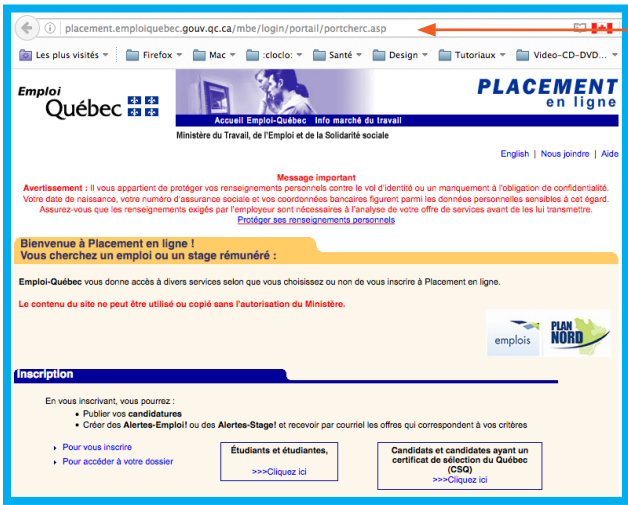 placement.emploiquebec.gouv.qc.ca/mbe/login/portail/portcherc.asp
Les plus visités Firefox Mac :cloclo: Santé Design Tutoriaux Video-CD-DVD...
Emploi
Québec
PLACEMENT
en ligne
Accueil Emploi-Québec Info marché du travail
Ministère du Travail, de l'Emploi et de la Solidarité sociale
English | Nous joindre | Aide
Message important
Avertissement : Il vous appartient de protéger vos renseignements personnels contre le vol d'identité ou un manquement à l'obligation de confidentialité.
Votre date de naissance, votre numéro d'assurance sociale et vos coordonnées bancaires figurent parmi les données personnelles sensibles à cet égard.
Assurez-vous que les renseignements exigés par l'employeur sont nécessaires à l'analyse de votre offre de services avant de les lui transmettre.
Protéger ses renseignements personnels
Bienvenue à Placement en ligne !
Vous cherchez un emploi ou un stage rémunéré :
Emploi-Québec vous donne accès à divers services selon que vous choisissez ou non de vous inscrire à Placement en ligne.
Le contenu du site ne peut être utilisé ou copié sans l'autorisation du Ministère.
emplois
PLAN
NORD
Inscription
En vous inscrivant, vous pourrez :
• Publier vos candidatures
• Créer des Alertes-Emploi! ou des Alertes-Stage! et recevoir par courriel les offres qui correspondent à vos critères
Pour vous inscrire
Pour accéder à votre dossier
Étudiants et étudiantes,
>>>Cliquez ici
Candidats et candidates ayant un
certificat de sélection du Québec
(CSQ)
>>>Cliquez ici